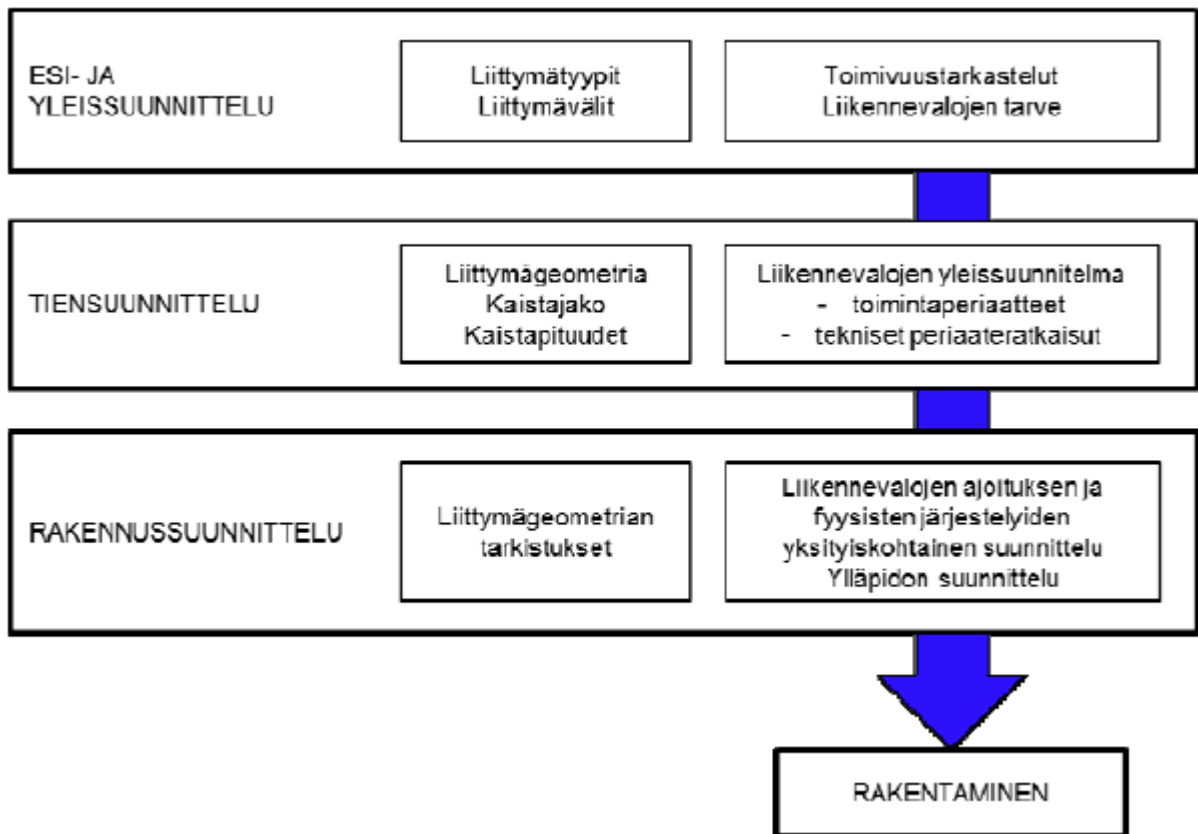 ESI- JA
YLEISSUUNNITTELU
Liittymätyypit
Liittymävälit
Toimivuustarkastelut
Liikennevalojen tarve
TIENSUUNNITTELU
Liittymägeometria
Kaistajako
Kaistapituudet
Liikennevalojen yleissuunnitelma
- toimintaperiaatteet
- tekniset periaateratkaisut
RAKENNUSSUUNNITTELU
Liittymägeometrian
tarkistukset
Liikennevalojen ajoituksen ja
fyysisten järjestelyiden
yksityiskohtainen suunnittelu
Ylläpidon suunnittelu
RAKENTAMINEN